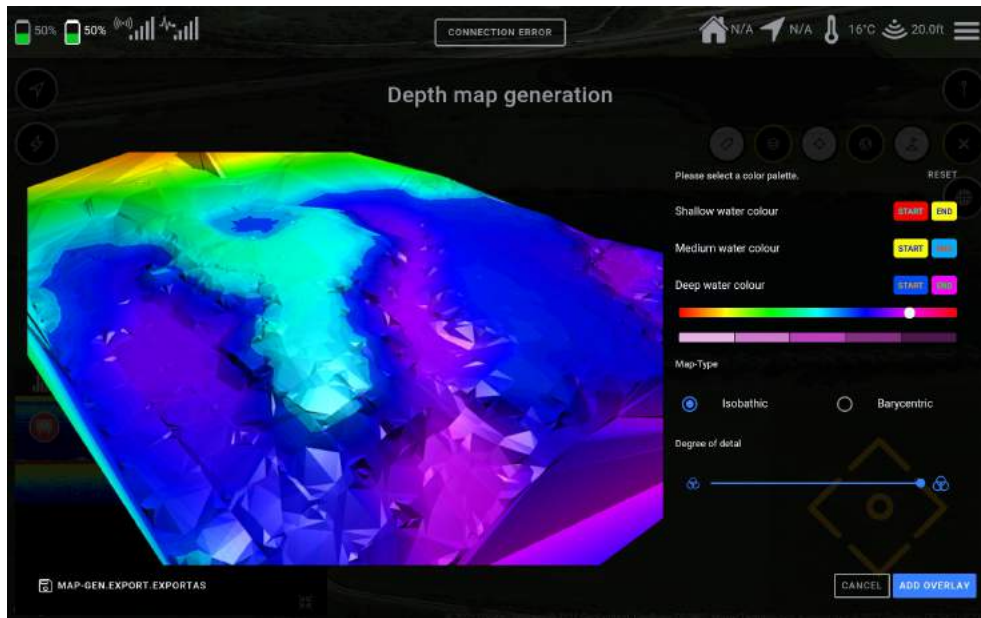 50% 50% CONNECTION ERROR N/A N/A 16°C 20.0ft
Depth map generation
Please select a color palette. RESET
Shallow water colour START END
Medium water colour START END
Deep water colour START END
Map-Type
Isobathic Barycentric
Degree of detal
MAP-GEN.EXPORT.EXPORTAS CANCEL ADD OVERLAY